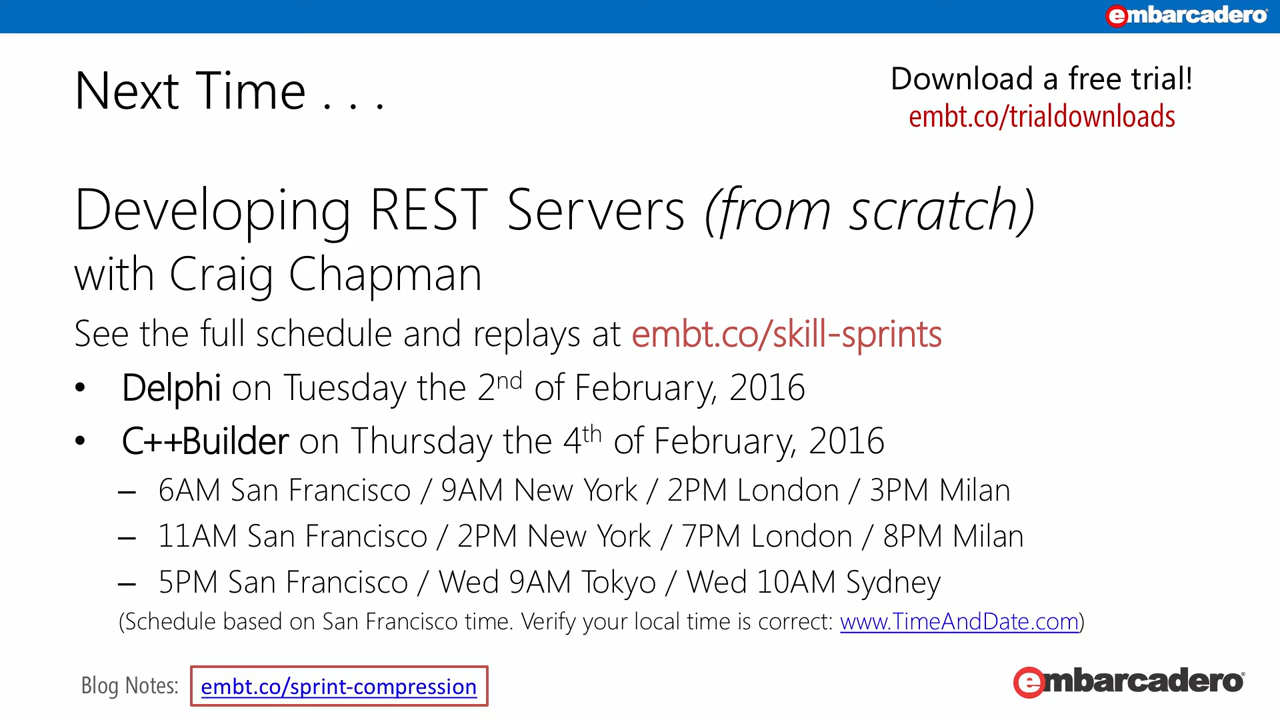 embarcadero
Next Time . . .
Download a free trial!
embt.co/trialdownloads
Developing REST Servers (from scratch)
with Craig Chapman
See the full schedule and replays at embt.co/skill-sprints
• Delphi on Tuesday the 2nd of February, 2016
• C++Builder on Thursday the 4th of February, 2016
– 6AM San Francisco / 9AM New York / 2PM London / 3PM Milan
– 11AM San Francisco / 2PM New York / 7PM London / 8PM Milan
– 5PM San Francisco / Wed 9AM Tokyo / Wed 10AM Sydney
(Schedule based on San Francisco time. Verify your local time is correct: www.TimeAndDate.com)
Blog Notes: embt.co/sprint-compression
embarcadero